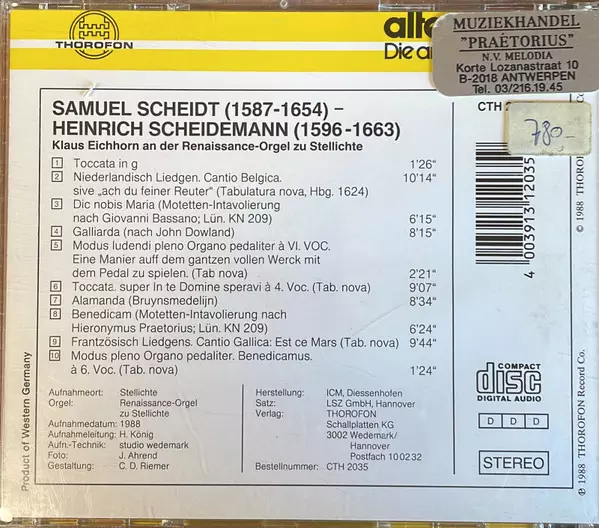 THOROFON
alte
Die a
MUZIEKHANDEL
"PRAËTORIUS"
N.V. MELODIA
Korte Lozanastraat 10
B-2018 ANTWERPEN
Tel. 03/216.19.45
CTH 2
780.-
SAMUEL SCHEIDT (1587-1654) –
HEINRICH SCHEIDEMANN (1596-1663)
Klaus Eichhorn an der Renaissance-Orgel zu Stellichte
1 Toccata in g 1'26"
2 Niederlandisch Liedgen. Cantio Belgica. 10'14"
sive „ach du feiner Reuter" (Tabulatura nova, Hbg. 1624)
3 Dic nobis Maria (Motetten-Intavolierung
nach Giovanni Bassano; Lün. KN 209) 6'15"
4 Galliarda (nach John Dowland) 8'15"
5 Modus ludendi pleno Organo pedaliter à VI. VOC.
Eine Manier auff dem gantzen vollen Werck mit
dem Pedal zu spielen. (Tab nova) 2'21"
6 Toccata. super In te Domine speravi à 4. Voc. (Tab nova) 9'07"
7 Alamanda (Bruynsmedelijn) 8'34"
8 Benedicam (Motetten-Intavolierung nach
Hieronymus Praetorius; Lün. KN 209) 6'24"
9 Frantzösisch Liedgens. Cantio Gallica: Est ce Mars (Tab. nova) 9'44"
10 Modus pleno Organo pedaliter. Benedicamus.
à 6. Voc. (Tab nova) 1'24"
Aufnahmeort: Stellichte
Orgel: Renaissance-Orgel
zu Stellichte
Aufnahmedatum: 1988
Aufnahmeleitung: H. König
Aufn.-Technik: studio wedemark
Foto: J. Ahrend
Gestaltung: C. D. Riemer
Herstellung: ICM, Diessenhofen
Satz: LSZ GmbH, Hannover
Verlag: THOROFON
Schallplatten KG
3002 Wedemark/
Hannover
Postfach 100232
Bestellnummer: CTH 2035
Product of Western Germany
4 003913 12035
COMPACT
disc
DIGITAL AUDIO
D D D
STEREO
© 1988 THOROFON
℗ 1988 THOROFON Record Co.